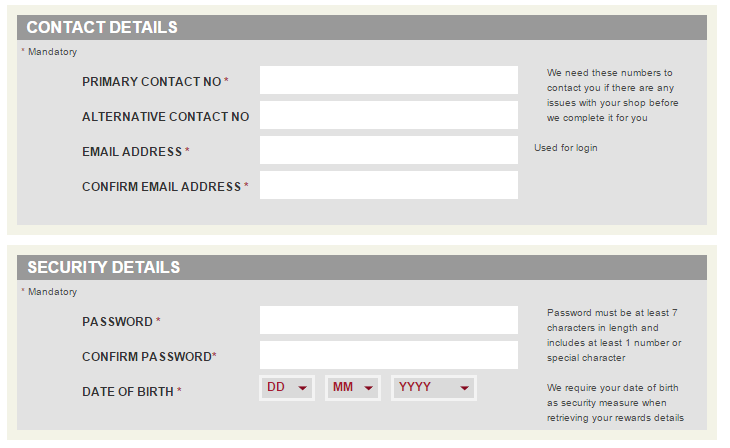 CONTACT DETAILS
* Mandatory
PRIMARY CONTACT NO *
We need these numbers to
contact you if there are any
issues with your shop before
we complete it for you
ALTERNATIVE CONTACT NO
EMAIL ADDRESS *
Used for login
CONFIRM EMAIL ADDRESS *
SECURITY DETAILS
* Mandatory
PASSWORD *
Password must be at least 7
characters in length and
includes at least 1 number or
special character
CONFIRM PASSWORD*
DATE OF BIRTH *
DD MM YYYY
We require your date of birth
as security measure when
retrieving your rewards details